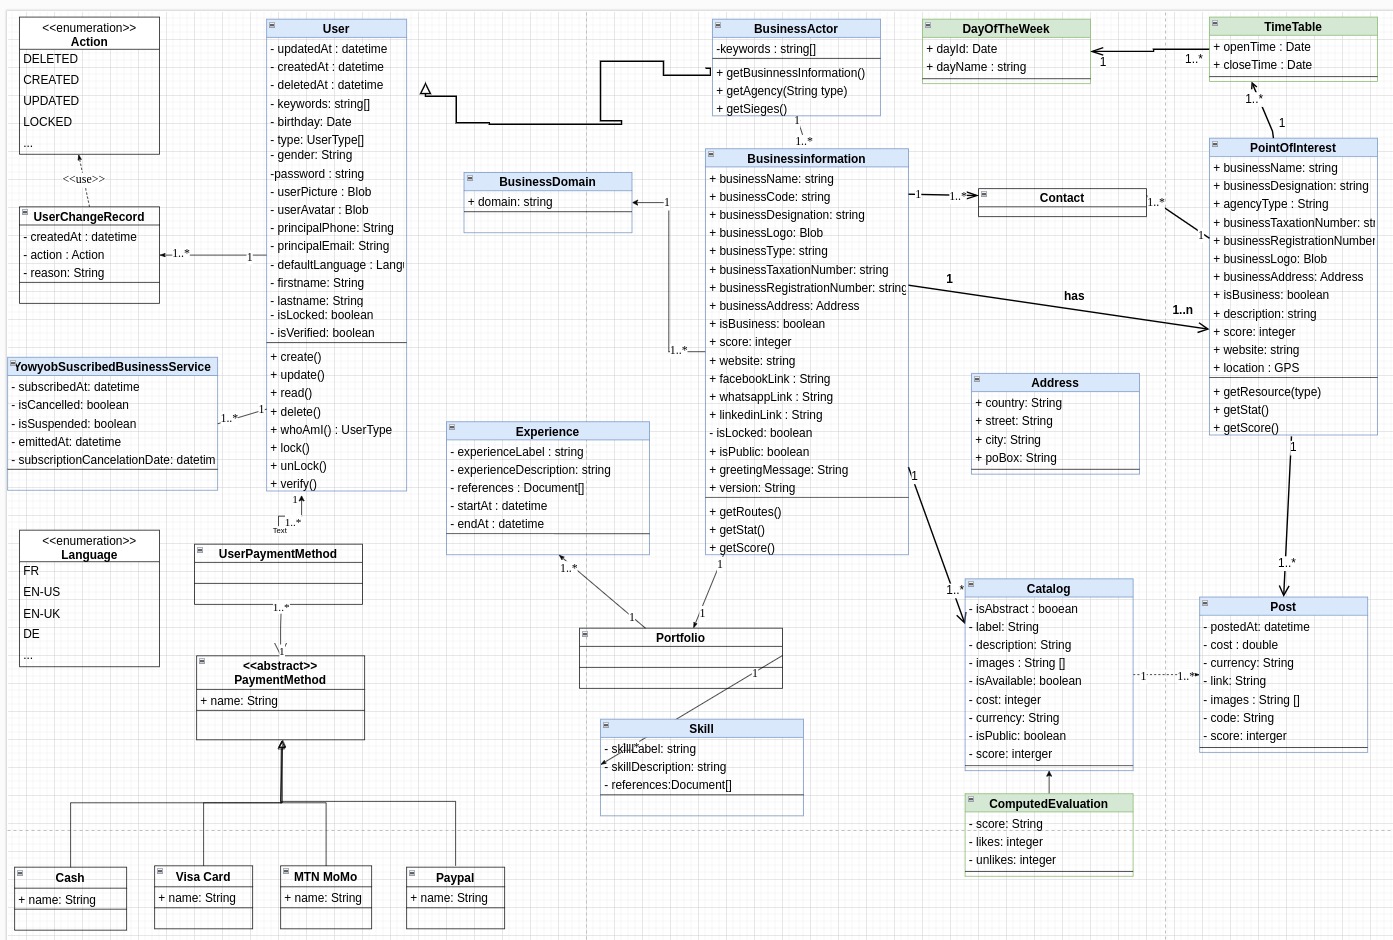 <<enumeration>>
Action
DELETED
CREATED
UPDATED
LOCKED
...
<<use>>
UserChangeRecord
- createdAt : datetime
- action : Action
- reason: String
1..*
1
User
- updatedAt : datetime
- createdAt : datetime
- deletedAt : datetime
- keywords: string[]
- birthday: Date
- type: UserType[]
- gender: String
-password : string
- userPicture : Blob
- userAvatar : Blob
- principalPhone: String
- principalEmail: String
- defaultLanguage : Langu
- firstname: String
- lastname: String
- isLocked: boolean
- isVerified: boolean
+ create()
+ update()
+ read()
+ delete()
+ whoAmI() : UserType
+ lock()
+ unLock()
+ verify()
YowyobSuscribedBusinessService
- subscribedAt: datetime
- isCancelled: boolean
- isSuspended: boolean
- emittedAt: datetime
- subscriptionCancelationDate: datetim
1..*
1
<<enumeration>>
Language
FR
EN-US
EN-UK
DE
...
1
1..*
Text
UserPaymentMethod
1..*
1
<<abstract>>
PaymentMethod
+ name: String
Cash
+ name: String
Visa Card
+ name: String
MTN MoMo
+ name: String
Paypal
+ name: String
BusinessActor
-keywords : string[]
+ getBusinnessInformation()
+ getAgency(String type)
+ getSieges()
1
1..*
BusinessDomain
+ domain: string
1
1..*
Businessinformation
+ businessName: string
+ businessCode: string
+ businessDesignation: string
+ businessLogo: Blob
+ businessType: string
+ businessTaxationNumber: string
+ businessRegistrationNumber: string
+ businessAddress: Address
+ isBusiness: boolean
+ score: integer
+ website: string
+ facebookLink : String
+ whatsappLink : String
+ linkedinLink : String
- isLocked: boolean
+ isPublic: boolean
+ greetingMessage: String
+ version: String
+ getRoutes()
+ getStat()
+ getScore()
Experience
- experienceLabel : string
- experienceDescription: string
- references : Document[]
- startAt : datetime
- endAt : datetime
1..*
1
1
1
Portfolio
1
Skill
- skillLabel: string
- skillDescription: string
- references:Document[]
1..*
DayOfTheWeek
+ dayId: Date
+ dayName : string
1
1..*
TimeTable
+ openTime : Date
+ closeTime : Date
1..*
1
PointOfInterest
+ businessName: string
+ businessDesignation: string
+ agencyType : String
+ businessTaxationNumber: stri
+ businessRegistrationNumber
+ businessLogo: Blob
+ businessAddress: Address
+ isBusiness: boolean
+ description: string
+ score: integer
+ website: string
+ location : GPS
+ getResource(type)
+ getStat()
+ getScore()
1
1..*
Contact
1..*
1
1
has
1..n
Address
+ country: String
+ street: String
+ city: String
+ poBox: String
1
1..*
Catalog
- isAbstract : booean
- label: String
- description: String
- images : String []
- isAvailable: boolean
- cost: integer
- currency: String
- isPublic: boolean
- score: interger
1
1..*
1
1..*
Post
- postedAt: datetime
- cost : double
- currency: String
- link: String
- images : String []
- code: String
- score: interger
ComputedEvaluation
- score: String
- likes: integer
- unlikes: integer